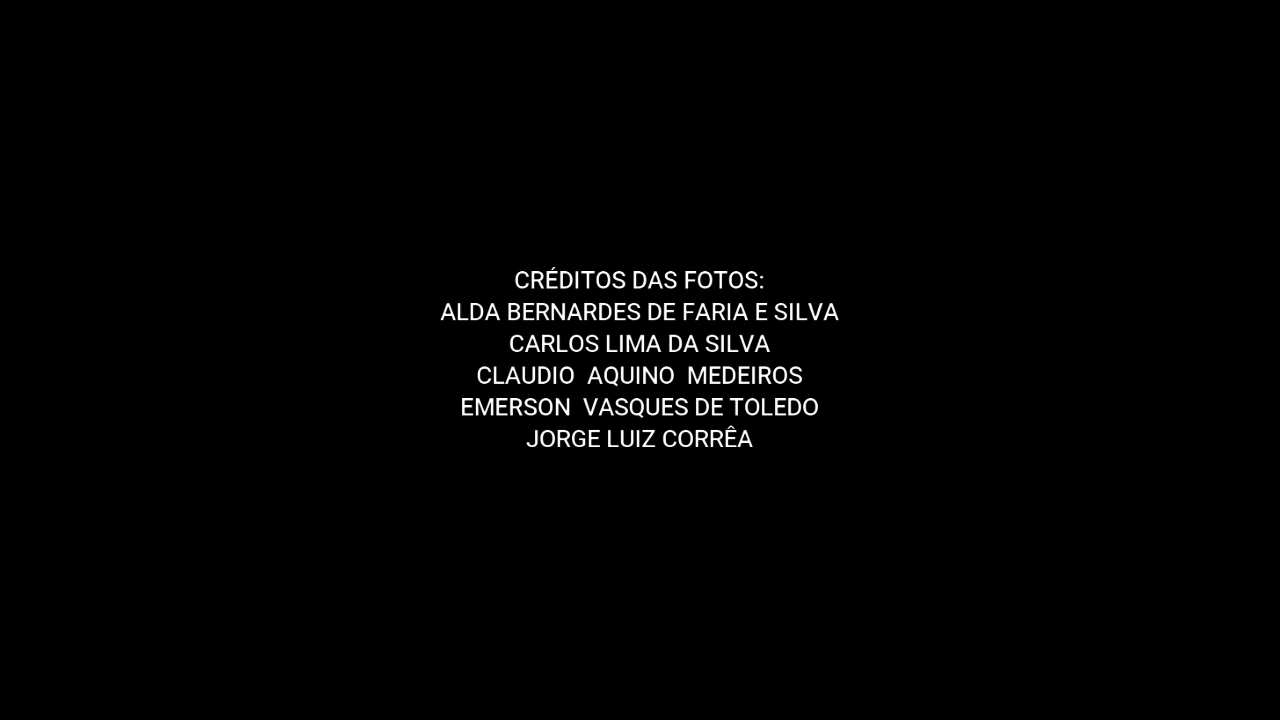 CRÉDITOS DAS FOTOS:
ALDA BERNARDES DE FARIA E SILVA
CARLOS LIMA DA SILVA
CLAUDIO  AQUINO  MEDEIROS
EMERSON  VASQUES DE TOLEDO
JORGE LUIZ CORRÊA